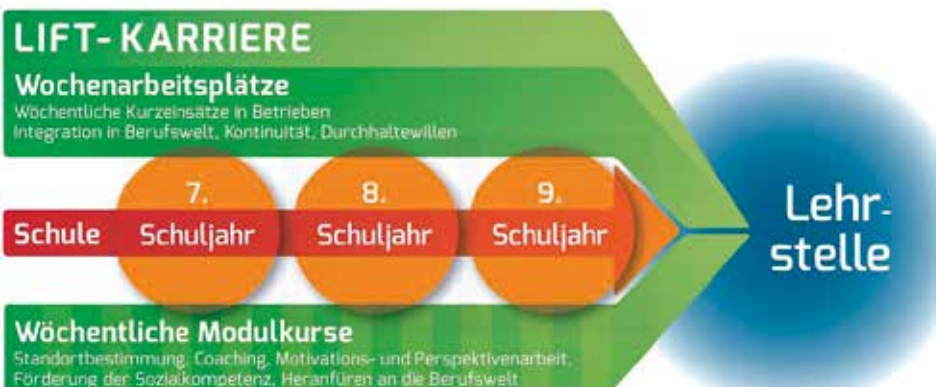 LIFT- KARRIERE
Wochenarbeitsplätze
Wöchentliche Kurzeinsätze in Betrieben
Integration in Berufswelt, Kontinuität, Durchhaltewillen
7.
8.
9.
Schule
Schuljahr
Schuljahr
Schuljahr
Lehr-
stelle
Wöchentliche Modulkurse
Standortbestimmung, Coaching, Motivations- und Perspektivenarbeit,
Förderung der Sozialkompetenz, Heranfüren an die Berufswelt